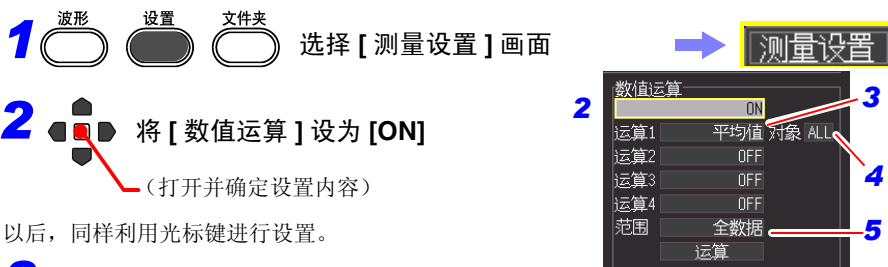 波形 设置 文件夹
1 选择 [ 测量设置 ] 画面
测量设置
2 将 [ 数值运算 ] 设为 [ON]
（打开并确定设置内容）
以后，同样利用光标键进行设置。
2
数值运算
ON
3
运算1 平均值 对象 ALL
4
运算2 OFF
运算3 OFF
运算4 OFF
范围 全数据
5
运算